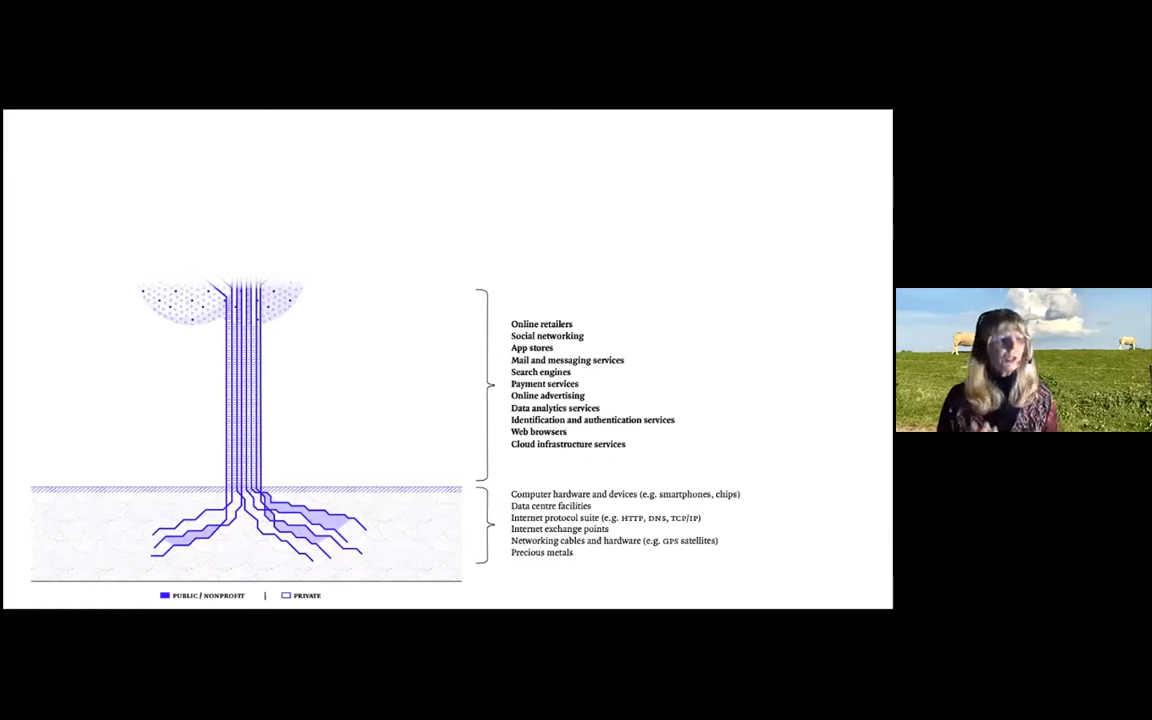 Online retailers
Social networking
App stores
Mail and messaging services
Search engines
Payment services
Online advertising
Data analytics services
Identification and authentication services
Web browsers
Cloud infrastructure services
Computer hardware and devices (e.g. smartphones, chips)
Data centre facilities
Internet protocol suite (e.g. HTTP, DNS, TCP/IP)
Internet exchange points
Networking cables and hardware (e.g. GPS satellites)
Precious metals
PUBLIC / NONPROFIT | PRIVATE